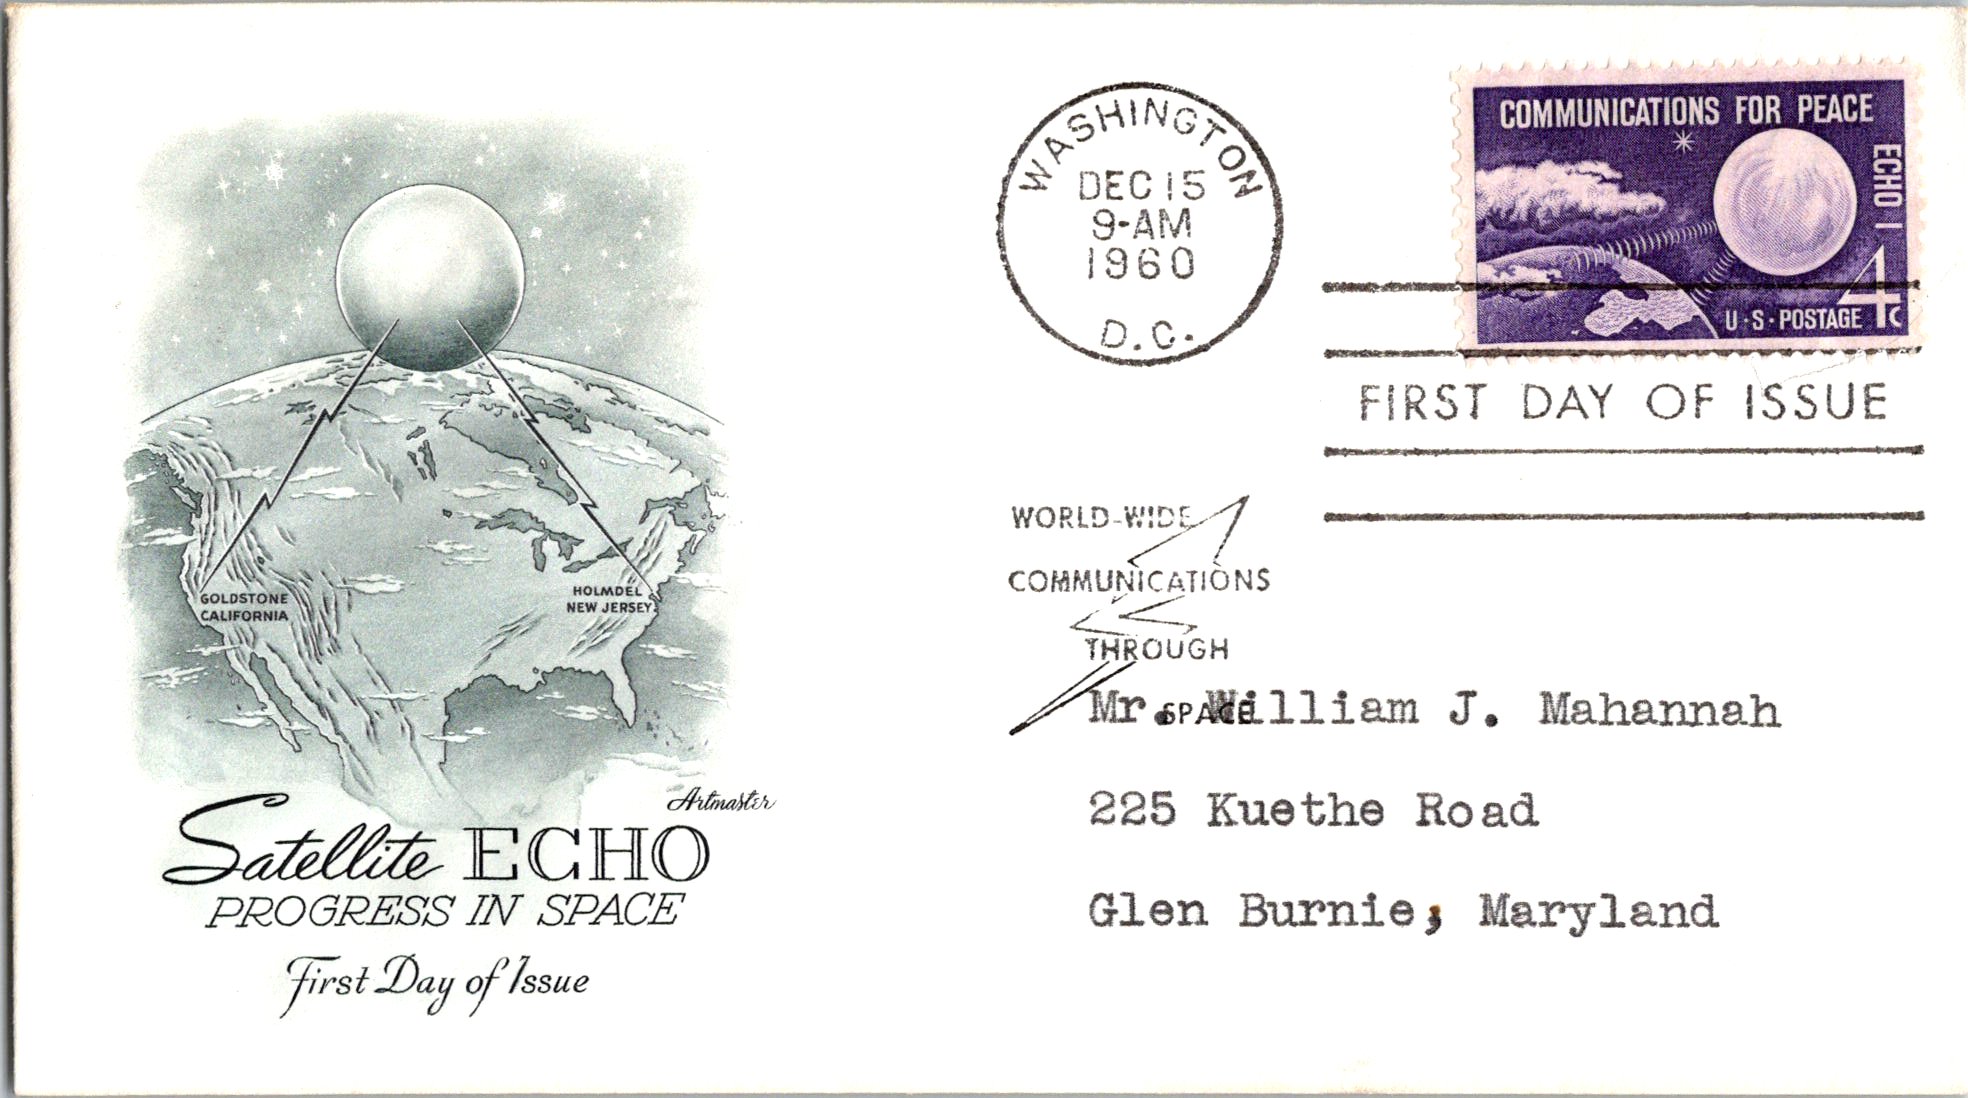 GOLDSTONE
CALIFORNIA
HOLMDEL
NEW JERSEY
Artmaster
Satellite ECHO
PROGRESS IN SPACE
First Day of Issue
WASHINGTON
DEC 15
9-AM
1960
D.C.
COMMUNICATIONS FOR PEACE
ECHO I
4c
U·S·POSTAGE
FIRST DAY OF ISSUE
WORLD-WIDE
COMMUNICATIONS
THROUGH
SPACE
Mr. William J. Mahannah
225 Kuethe Road
Glen Burnie, Maryland